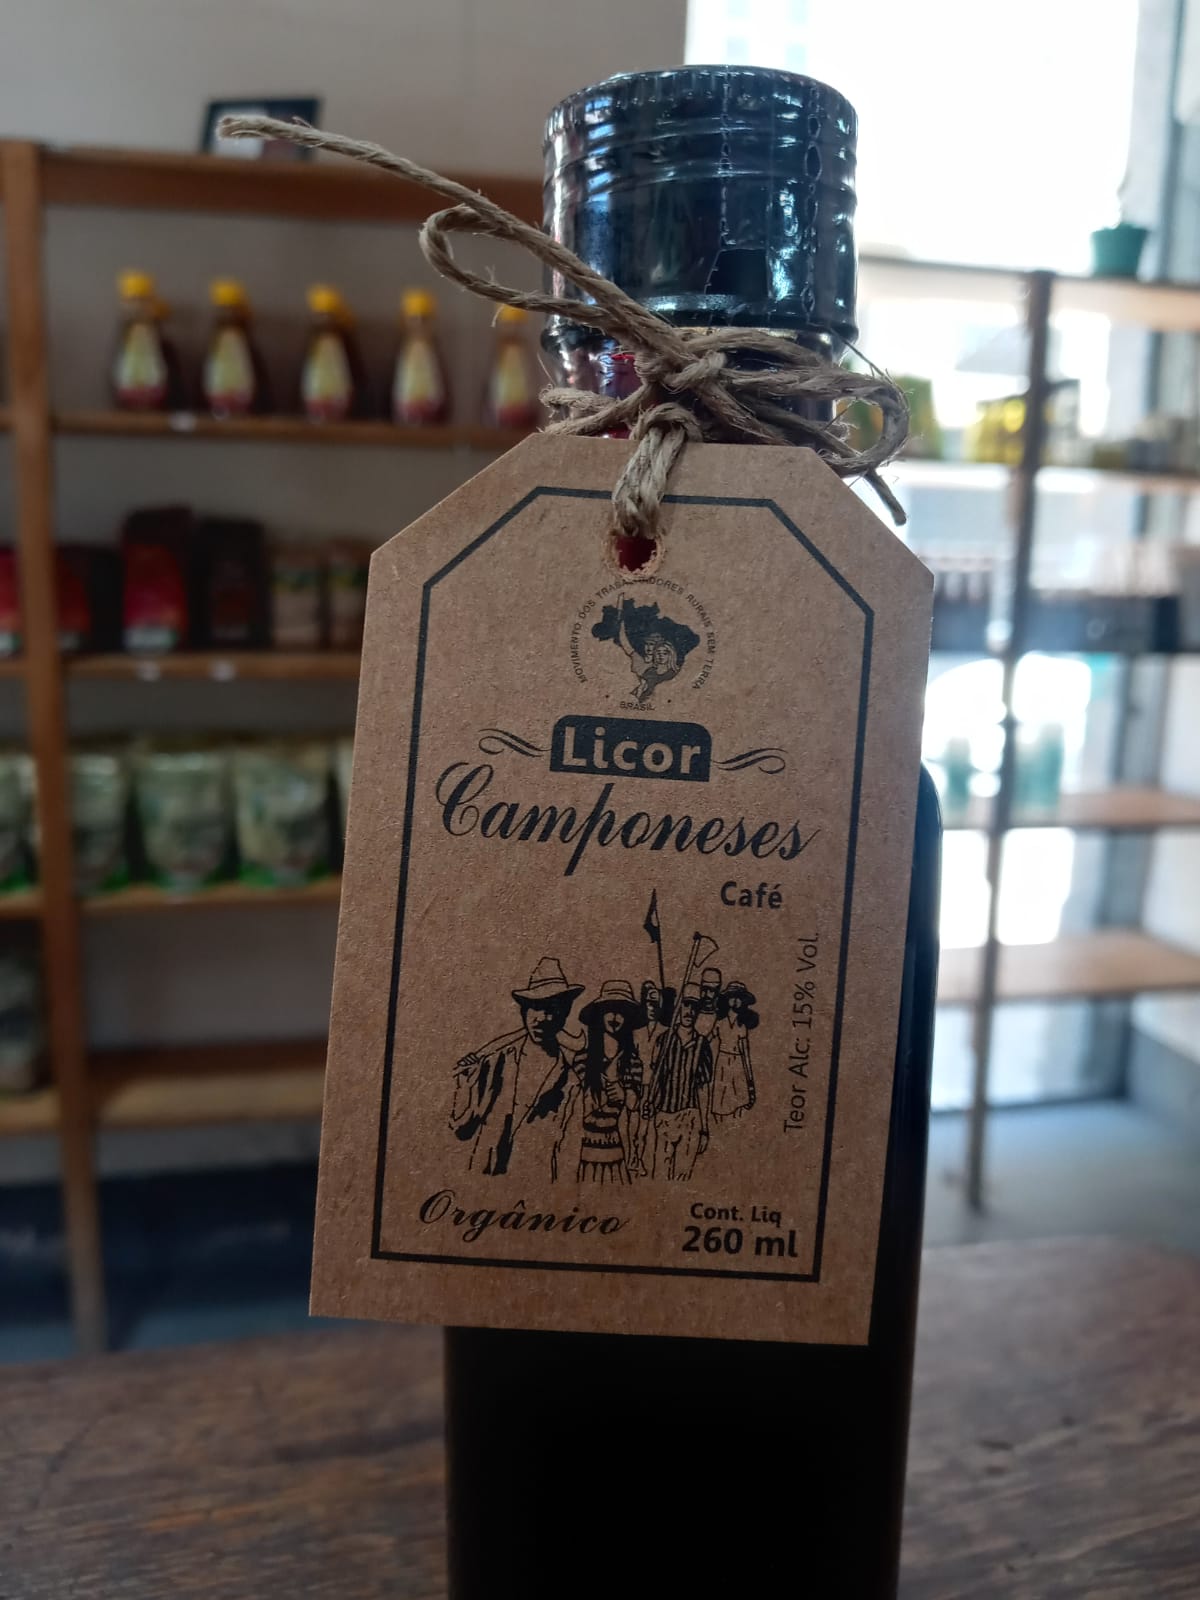 MOVIMENTO DOS TRABALHADORES RURAIS SEM TERRA
BRASIL
Licor
Camponeses
Café
Teor Alc: 15% Vol.
Orgânico
Cont. Liq
260 ml